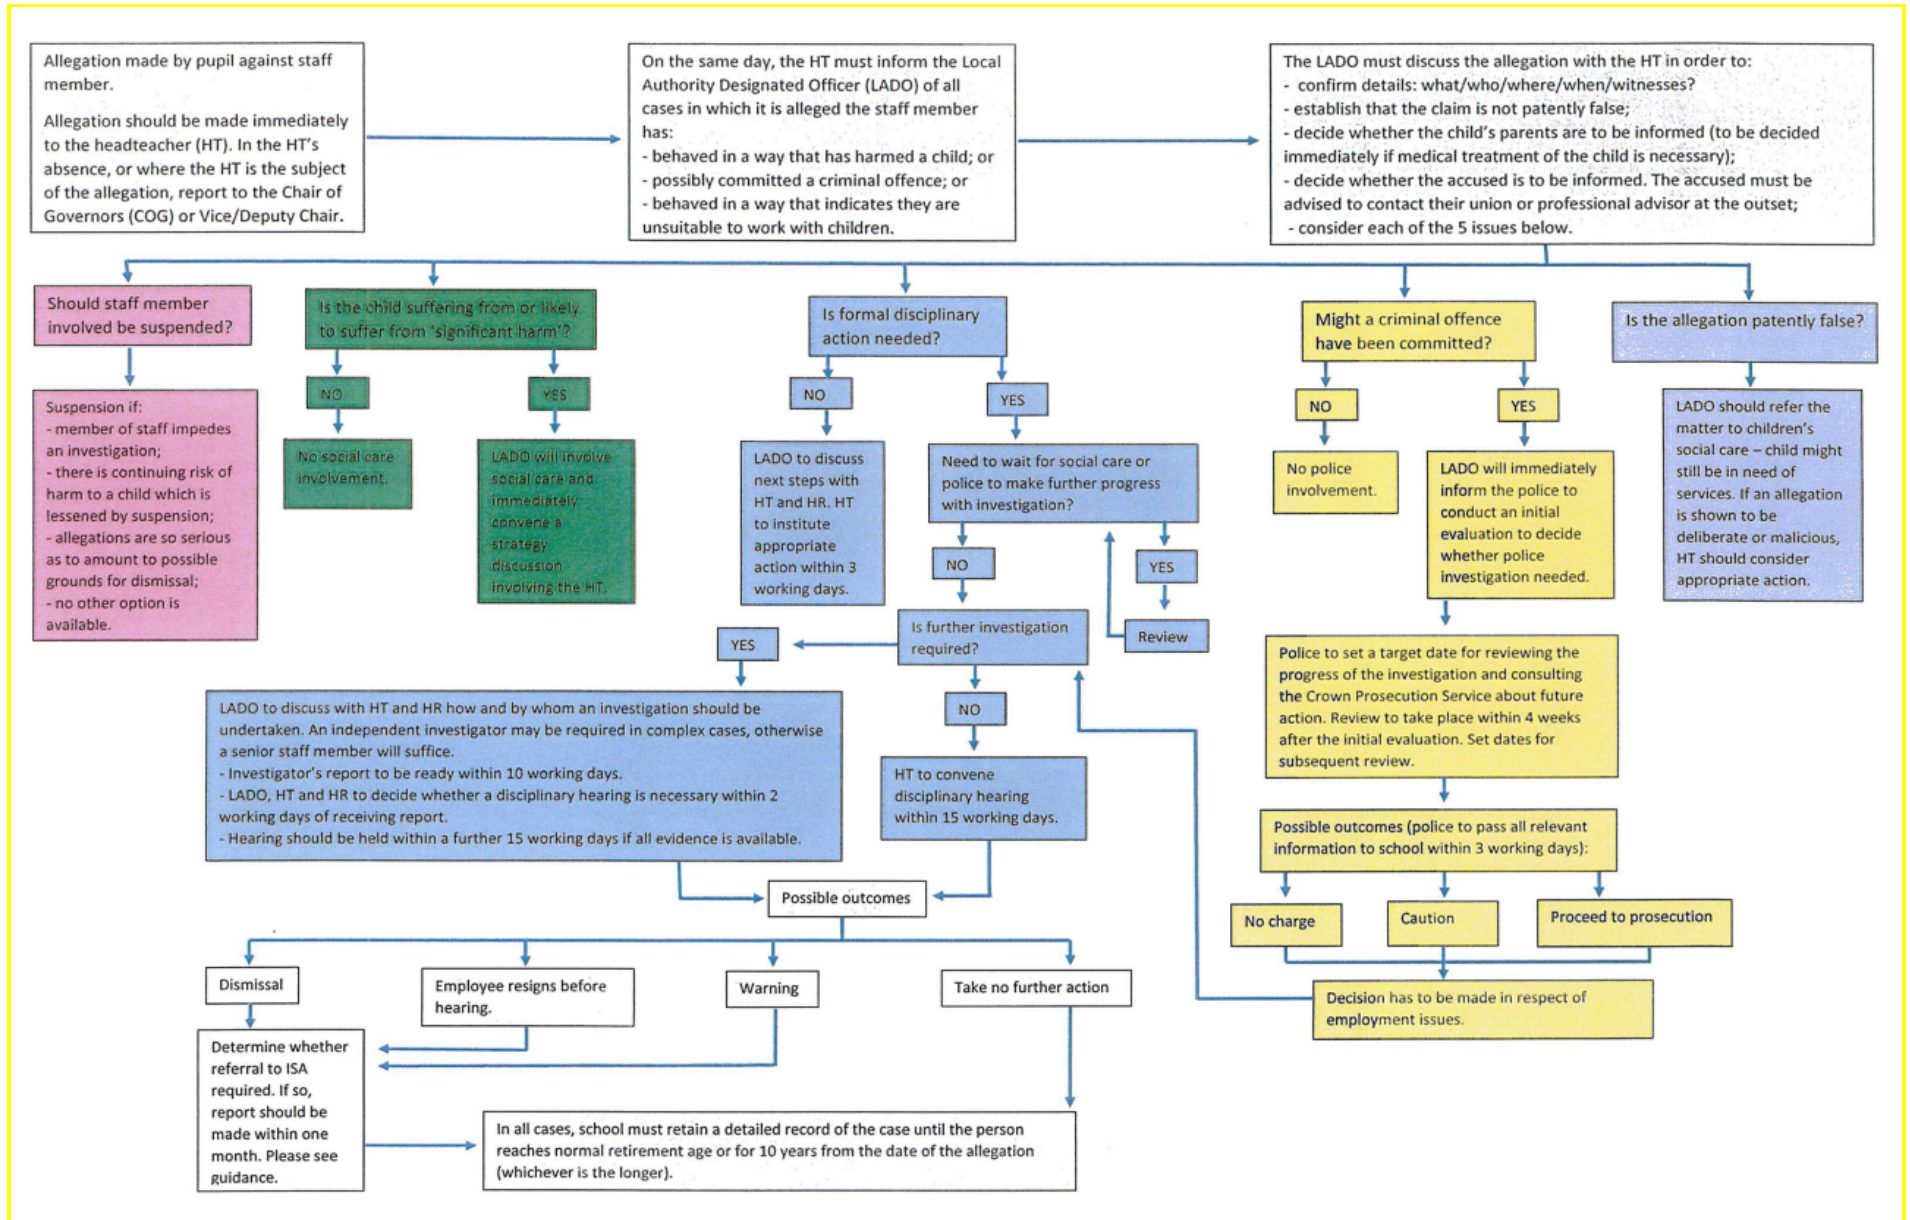 Allegation made by pupil against staff
member.
Allegation should be made immediately
to the headteacher (HT). In the HT's
absence, or where the HT is the subject
of the allegation, report to the Chair of
Governors (COG) or Vice/Deputy Chair.
On the same day, the HT must inform the Local
Authority Designated Officer (LADO) of all
cases in which it is alleged the staff member
has:
- behaved in a way that has harmed a child; or
- possibly committed a criminal offence; or
- behaved in a way that indicates they are
unsuitable to work with children.
The LADO must discuss the allegation with the HT in order to:
- confirm details: what/who/where/when/witnesses?
- establish that the claim is not patently false;
- decide whether the child's parents are to be informed (to be decided
immediately if medical treatment of the child is necessary);
- decide whether the accused is to be informed. The accused must be
advised to contact their union or professional advisor at the outset;
- consider each of the 5 issues below.
Should staff member
involved be suspended?
Suspension if:
- member of staff impedes
an investigation;
- there is continuing risk of
harm to a child which is
lessened by suspension;
- allegations are so serious
as to amount to possible
grounds for dismissal;
- no other option is
available.
Is the child suffering from or likely
to suffer from 'significant harm'?
NO
YES
No social care
involvement.
LADO will involve
social care and
immediately
convene a
strategy
discussion
involving the HT.
Is formal disciplinary
action needed?
NO
YES
LADO to discuss
next steps with
HT and HR. HT
to institute
appropriate
action within 3
working days.
Need to wait for social care or
police to make further progress
with investigation?
NO
YES
Review
Is further investigation
required?
YES
NO
LADO to discuss with HT and HR how and by whom an investigation should be
undertaken. An independent investigator may be required in complex cases, otherwise
a senior staff member will suffice.
- Investigator's report to be ready within 10 working days.
- LADO, HT and HR to decide whether a disciplinary hearing is necessary within 2
working days of receiving report.
- Hearing should be held within a further 15 working days if all evidence is available.
HT to convene
disciplinary hearing
within 15 working days.
Might a criminal offence
have been committed?
NO
YES
No police
involvement.
LADO will immediately
inform the police to
conduct an initial
evaluation to decide
whether police
investigation needed.
Police to set a target date for reviewing the
progress of the investigation and consulting
the Crown Prosecution Service about future
action. Review to take place within 4 weeks
after the initial evaluation. Set dates for
subsequent review.
Possible outcomes (police to pass all relevant
information to school within 3 working days):
No charge
Caution
Proceed to prosecution
Decision has to be made in respect of
employment issues.
Is the allegation patently false?
LADO should refer the
matter to children's
social care – child might
still be in need of
services. If an allegation
is shown to be
deliberate or malicious,
HT should consider
appropriate action.
Possible outcomes
Dismissal
Employee resigns before
hearing.
Warning
Take no further action
Determine whether
referral to ISA
required. If so,
report should be
made within one
month. Please see
guidance.
In all cases, school must retain a detailed record of the case until the person
reaches normal retirement age or for 10 years from the date of the allegation
(whichever is the longer).